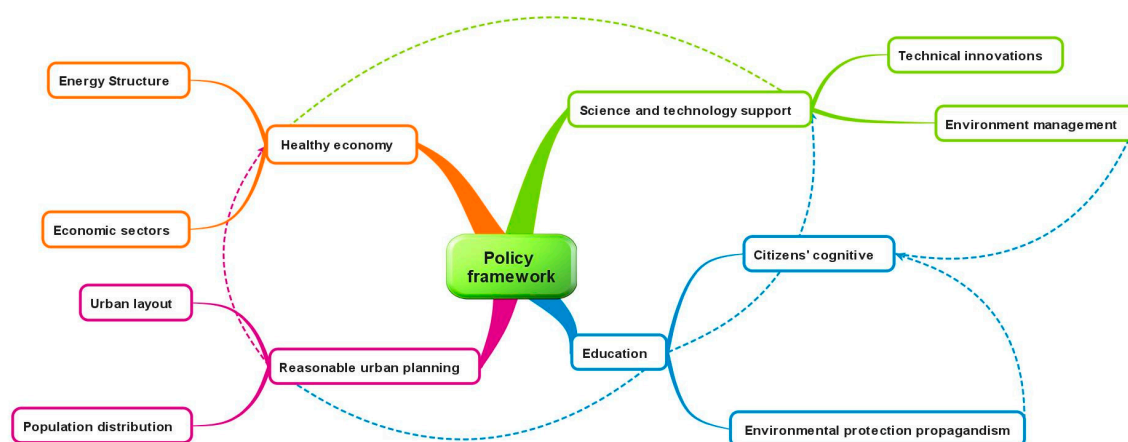 Technical innovations
Energy Structure
Science and technology support
Environment management
Healthy economy
Economic sectors
Policy
framework
Citizens' cognitive
Urban layout
Education
Reasonable urban planning
Population distribution
Environmental protection propagandism